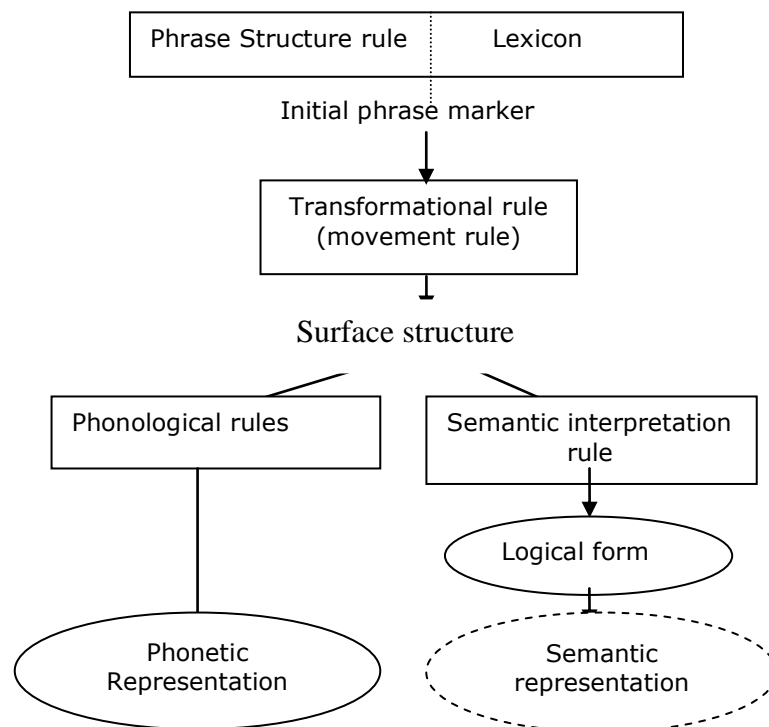 Phrase Structure rule Lexicon
Initial phrase marker
Transformational rule
(movement rule)
Surface structure
Phonological rules
Semantic interpretation
rule
Logical form
Phonetic
Representation
Semantic
representation